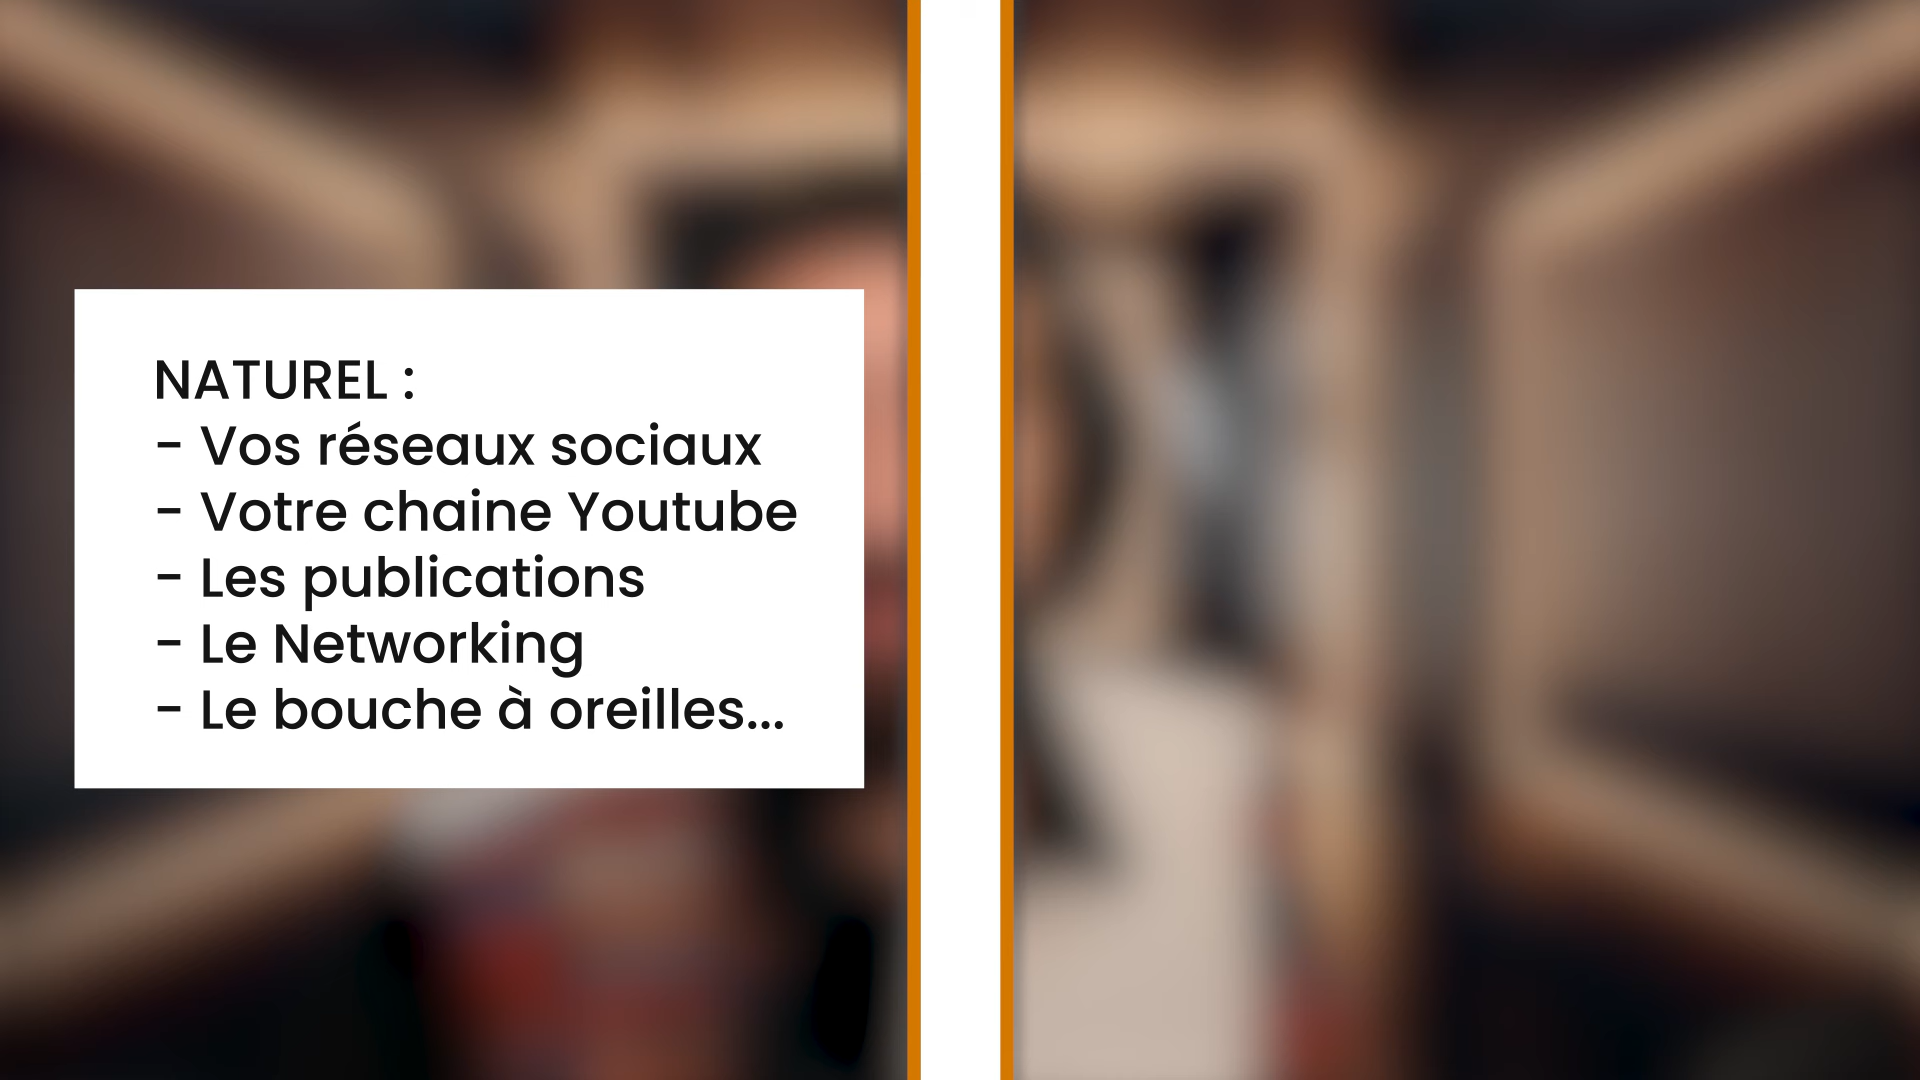 NATUREL :
- Vos réseaux sociaux
- Votre chaine Youtube
- Les publications
- Le Networking
- Le bouche à oreilles...